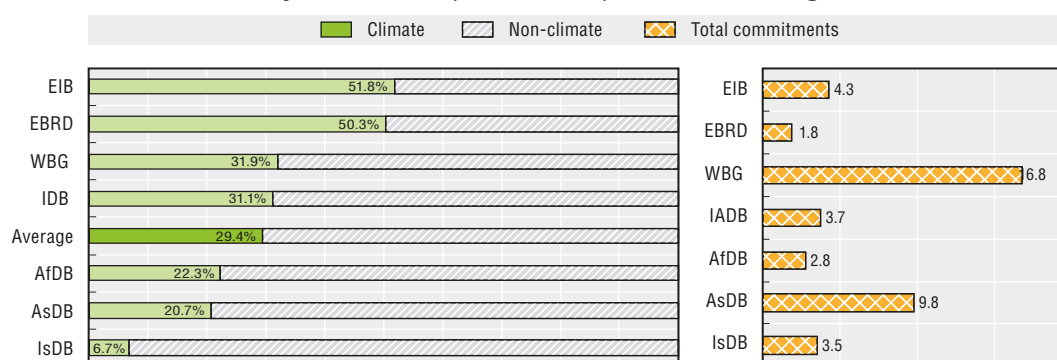 Climate
Non-climate
Total commitments
EIB 51.8%
EBRD 50.3%
WBG 31.9%
IDB 31.1%
Average 29.4%
AfDB 22.3%
AsDB 20.7%
IsDB 6.7%
EIB 4.3
EBRD 1.8
WBG 6.8
IADB 3.7
AfDB 2.8
AsDB 9.8
IsDB 3.5